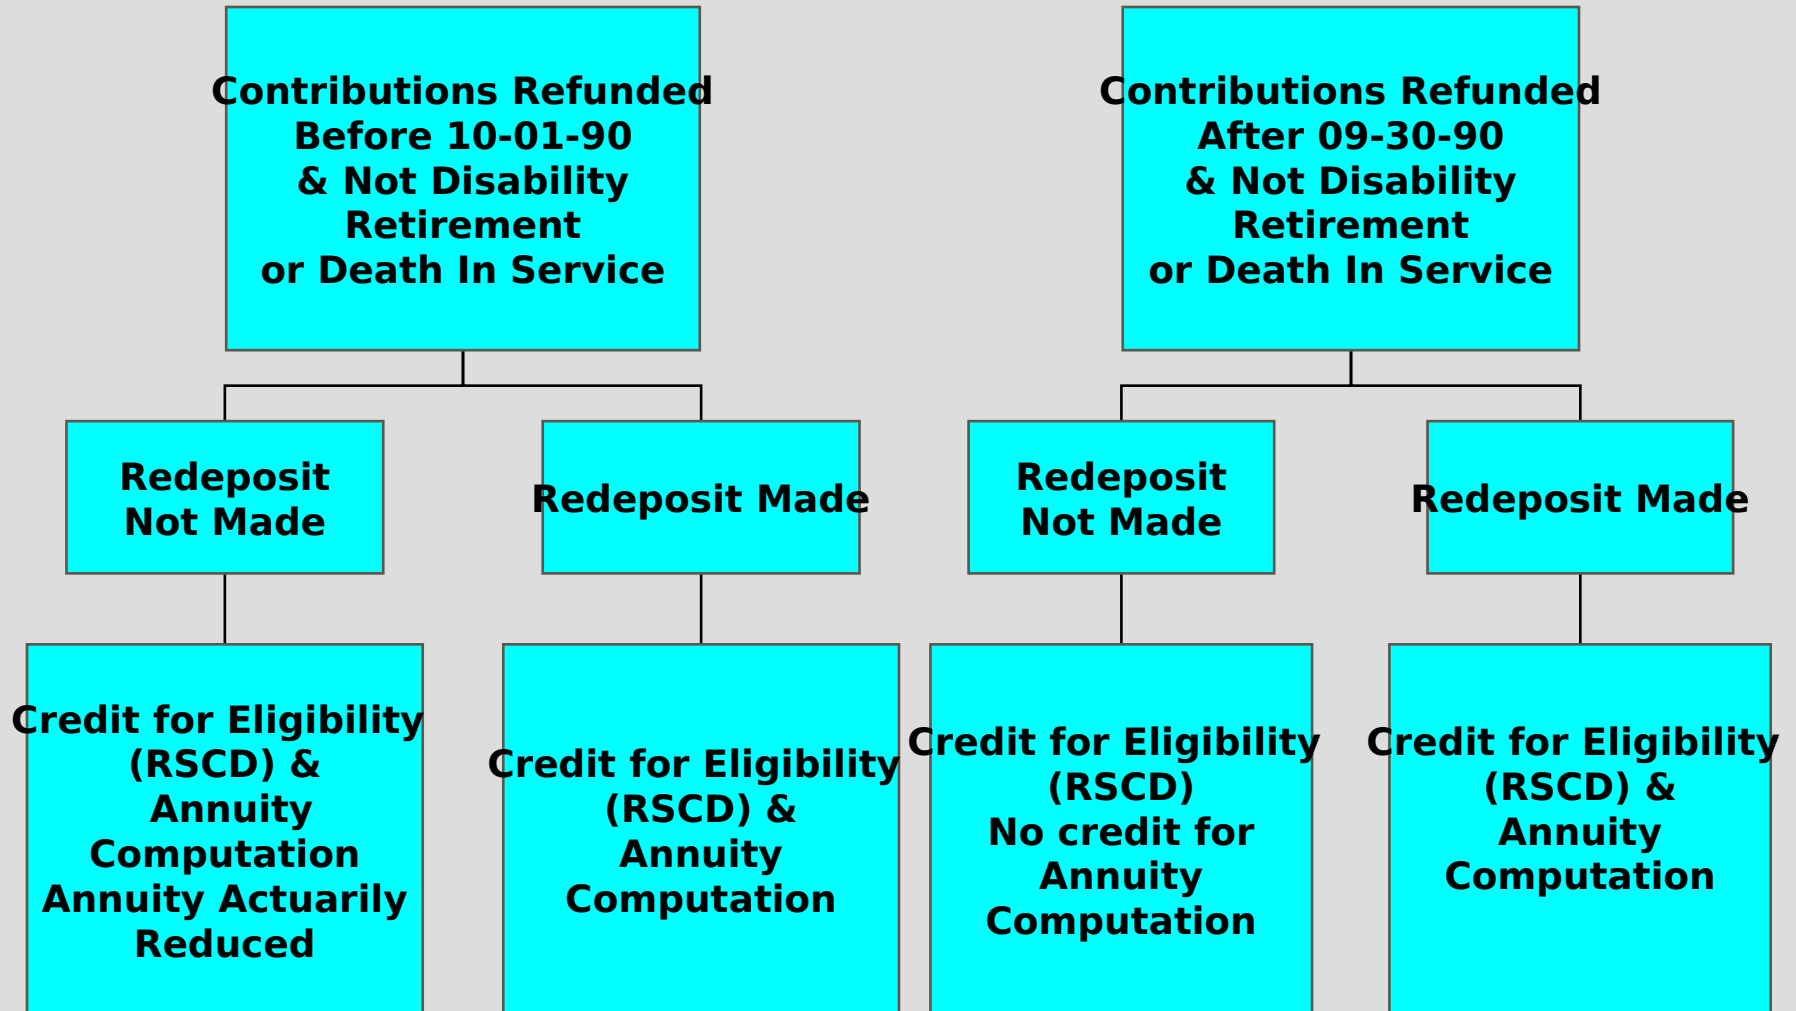 Contributions Refunded
Before 10-01-90
& Not Disability
Retirement
or Death In Service
Contributions Refunded
After 09-30-90
& Not Disability
Retirement
or Death In Service
Redeposit
Not Made
Redeposit Made
Redeposit
Not Made
Redeposit Made
Credit for Eligibility
(RSCD) &
Annuity
Computation
Annuity Actuarily
Reduced
Credit for Eligibility
(RSCD) &
Annuity
Computation
Credit for Eligibility
(RSCD)
No credit for
Annuity
Computation
Credit for Eligibility
(RSCD) &
Annuity
Computation